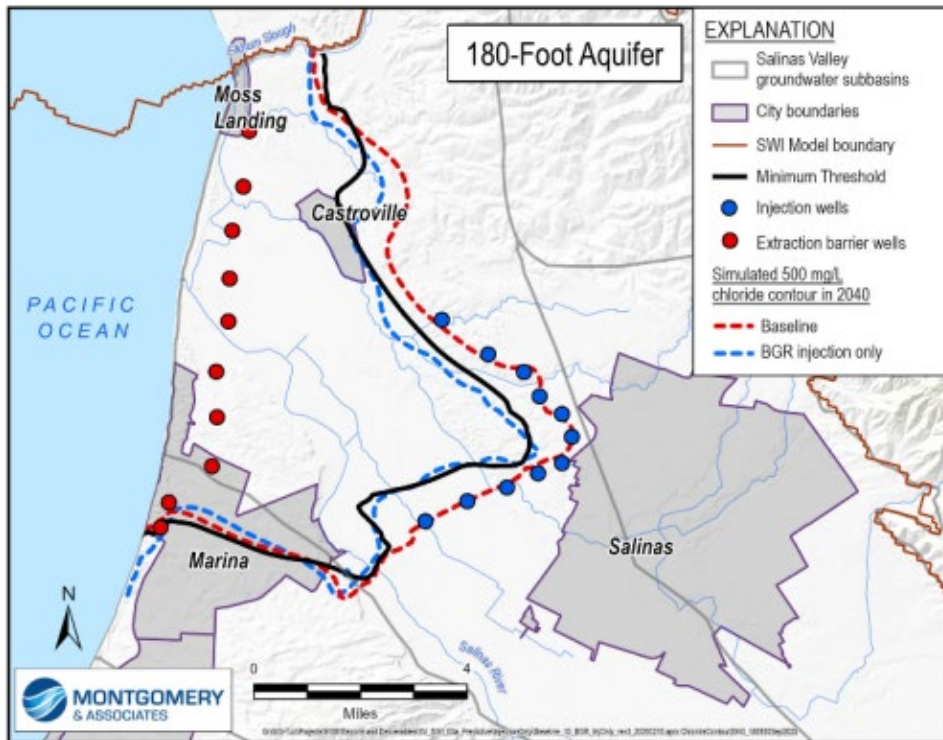 180-Foot Aquifer
EXPLANATION
Salinas Valley
groundwater subbasins
City boundaries
SWI Model boundary
Minimum Threshold
Injection wells
Extraction barrier wells
Simulated 500 mg/L
chloride contour in 2040
Baseline
BGR injection only
Slough
Moss
Landing
Castroville
PACIFIC
OCEAN
Marina
Salinas
Salinas
River
N
0
4
Miles
MONTGOMERY
& ASSOCIATES